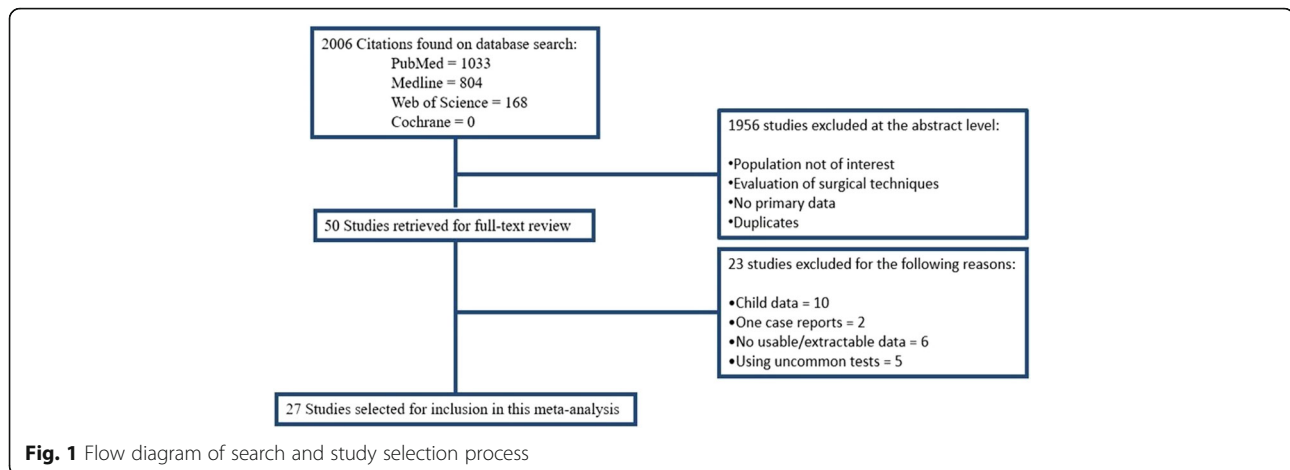 2006 Citations found on database search:
PubMed = 1033
Medline = 804
Web of Science = 168
Cochrane = 0
1956 studies excluded at the abstract level:
•Population not of interest
•Evaluation of surgical techniques
•No primary data
•Duplicates
50 Studies retrieved for full-text review
23 studies excluded for the following reasons:
•Child data = 10
•One case reports = 2
•No usable/extractable data = 6
•Using uncommon tests = 5
27 Studies selected for inclusion in this meta-analysis
Fig. 1 Flow diagram of search and study selection process